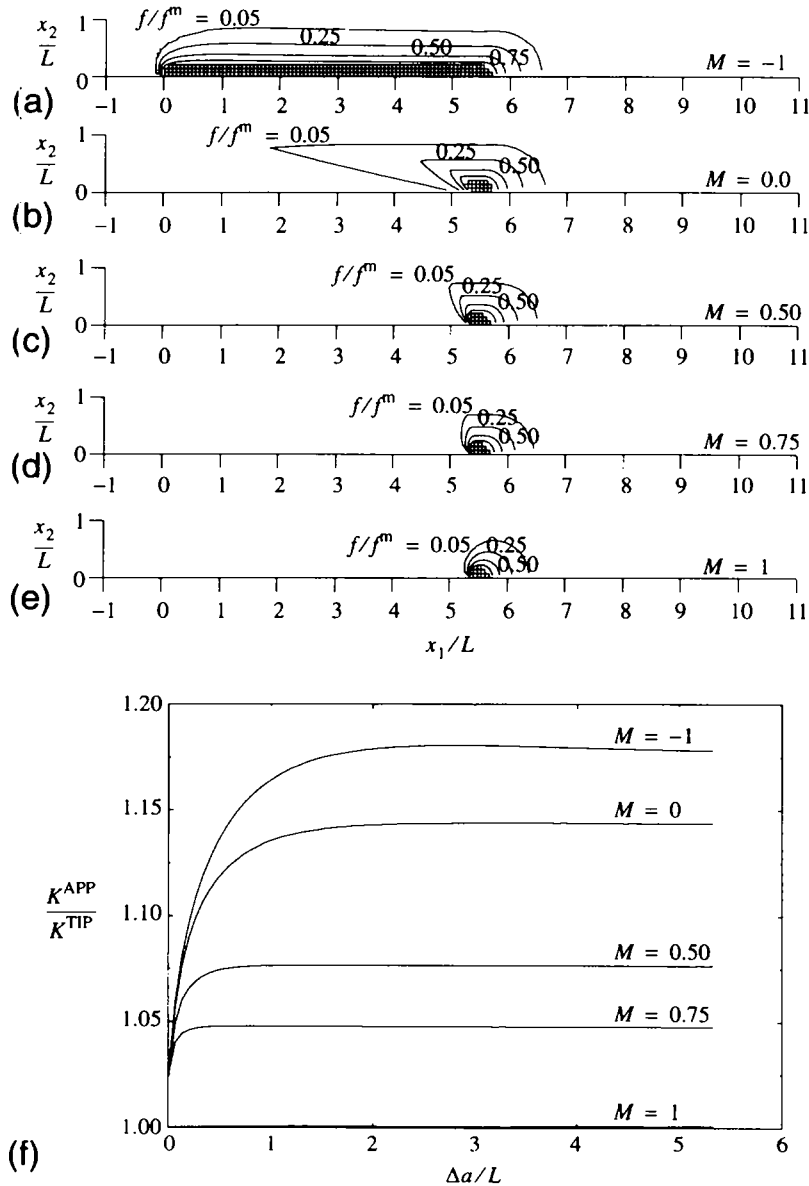 x₂/L
1
0
f/fᵐ = 0.05
0.25
0.50
0.75
M = −1
(a)
−1 0 1 2 3 4 5 6 7 8 9 10 11
x₂/L
1
0
f/fᵐ = 0.05
0.25
0.50
M = 0.0
(b)
−1 0 1 2 3 4 5 6 7 8 9 10 11
x₂/L
1
0
f/fᵐ = 0.05
0.25
0.50
M = 0.50
(c)
−1 0 1 2 3 4 5 6 7 8 9 10 11
x₂/L
1
0
f/fᵐ = 0.05
0.25
0.50
M = 0.75
(d)
−1 0 1 2 3 4 5 6 7 8 9 10 11
x₂/L
1
0
f/fᵐ = 0.05
0.25
0.50
M = 1
(e)
−1 0 1 2 3 4 5 6 7 8 9 10 11
x₁/L
1.20
M = −1
1.15
M = 0
Kᴬᴾᴾ/Kᵀᴵᴾ
1.10
M = 0.50
1.05
M = 0.75
M = 1
1.00
(f)
0 1 2 3 4 5 6
Δa/L